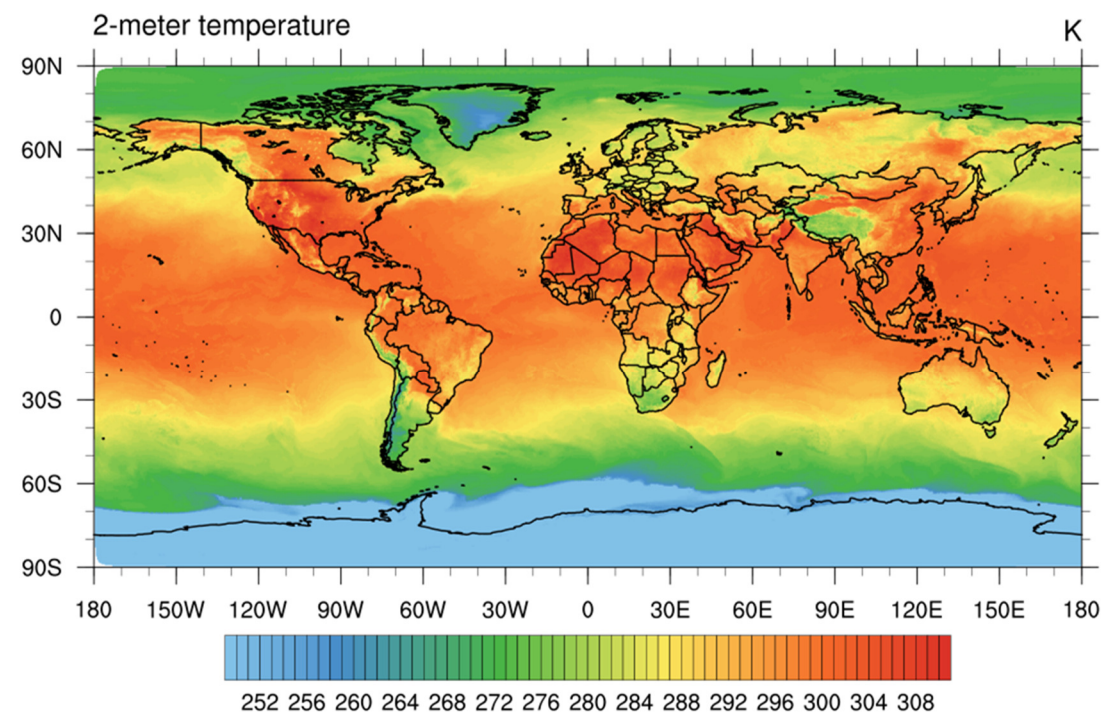 2-meter temperature K
90N
60N
30N
0
30S
60S
90S
180 150W 120W 90W 60W 30W 0 30E 60E 90E 120E 150E 180
252 256 260 264 268 272 276 280 284 288 292 296 300 304 308